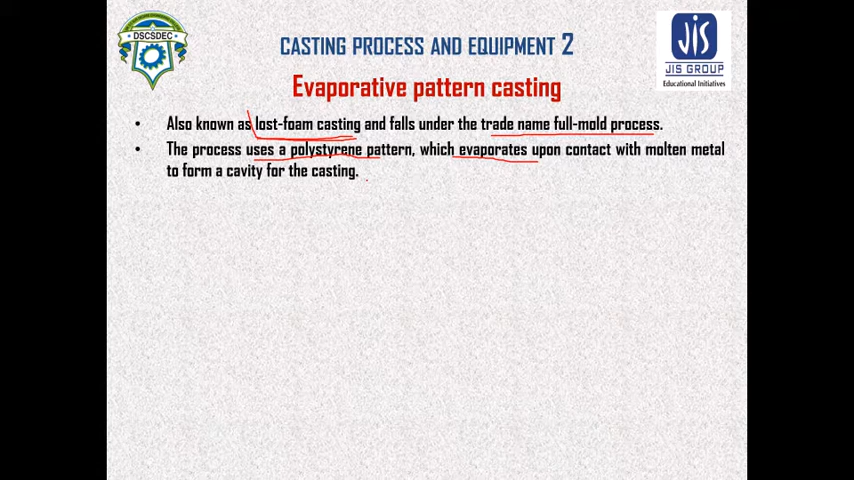 DSCSDEC
JIS
JIS GROUP
Educational Initiatives
CASTING PROCESS AND EQUIPMENT 2
Evaporative pattern casting
• Also known as lost-foam casting and falls under the trade name full-mold process.
• The process uses a polystyrene pattern, which evaporates upon contact with molten metal
to form a cavity for the casting.